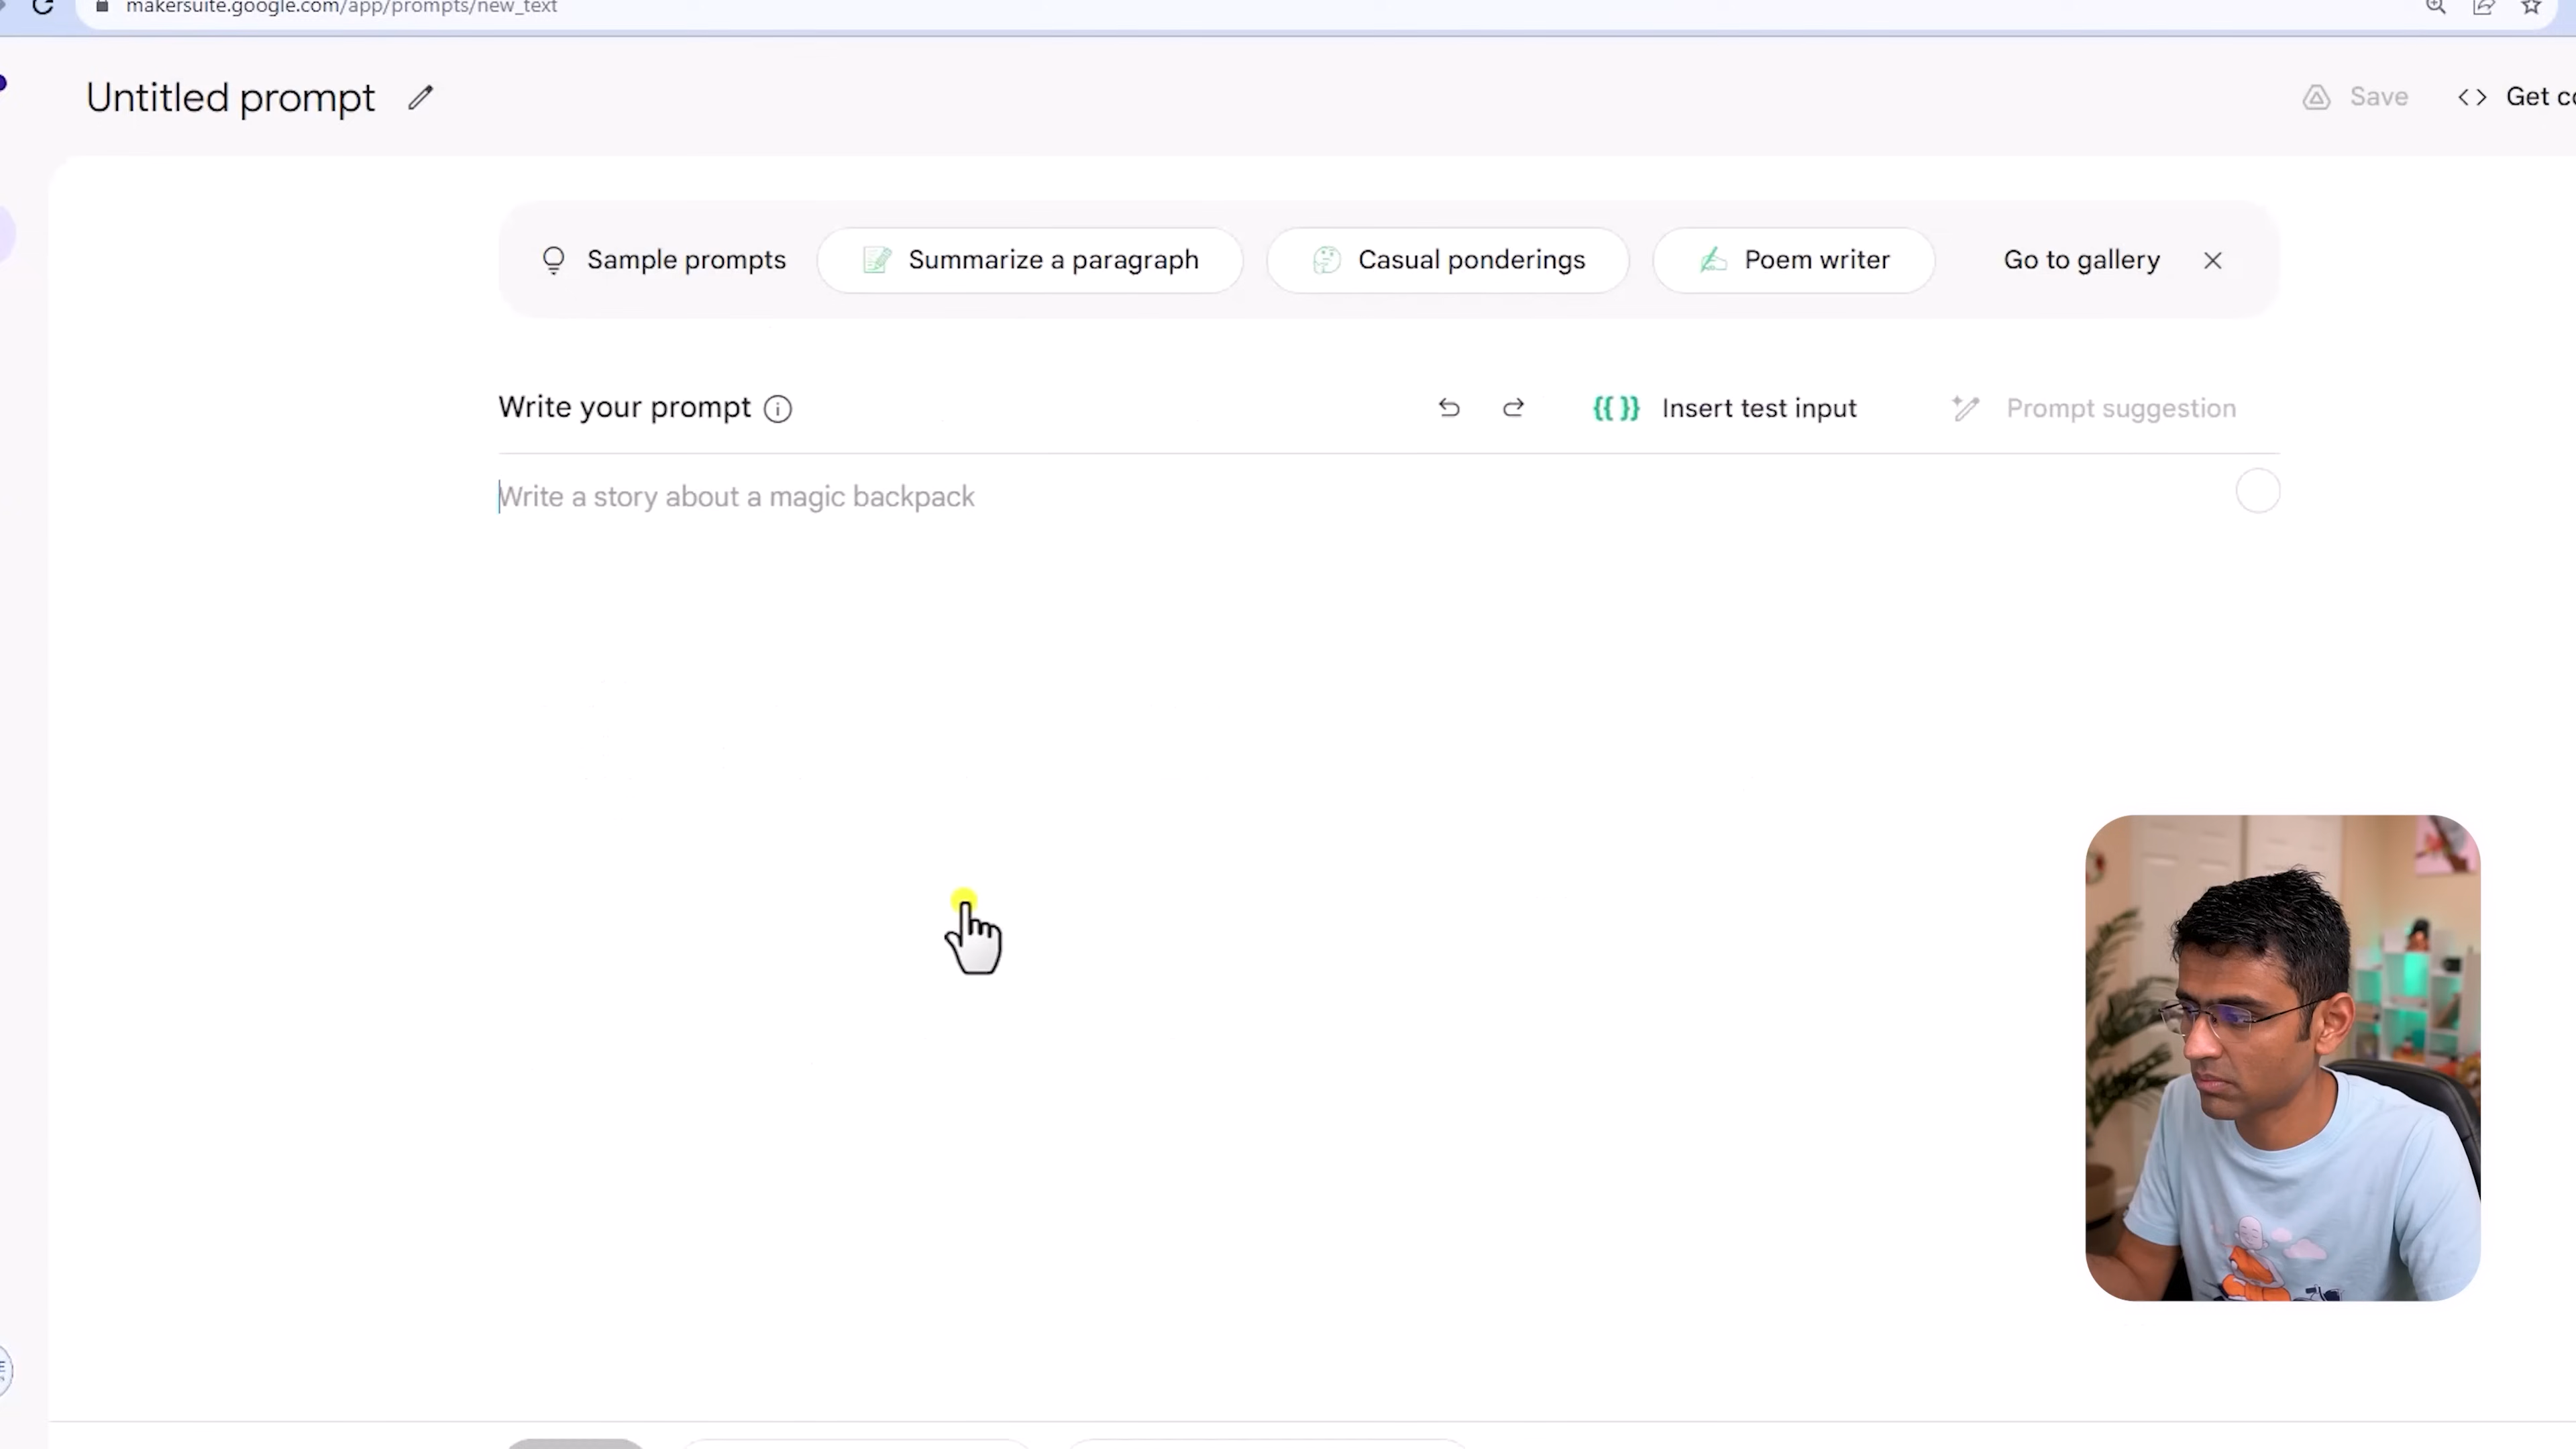 makersuite.google.com/app/prompts/new_text
Untitled prompt
Save
Get
Sample prompts
Summarize a paragraph
Casual ponderings
Poem writer
Go to gallery
Write your prompt
{{ }} Insert test input
Prompt suggestion
Write a story about a magic backpack